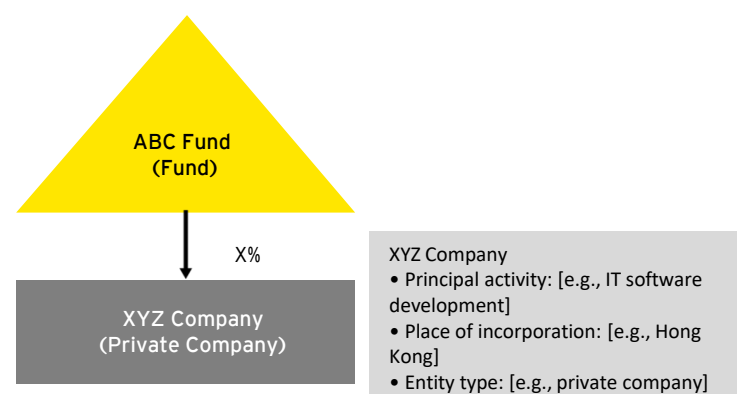 ABC Fund
(Fund)
X%
XYZ Company
(Private Company)
XYZ Company
• Principal activity: [e.g., IT software
development]
• Place of incorporation: [e.g., Hong
Kong]
• Entity type: [e.g., private company]